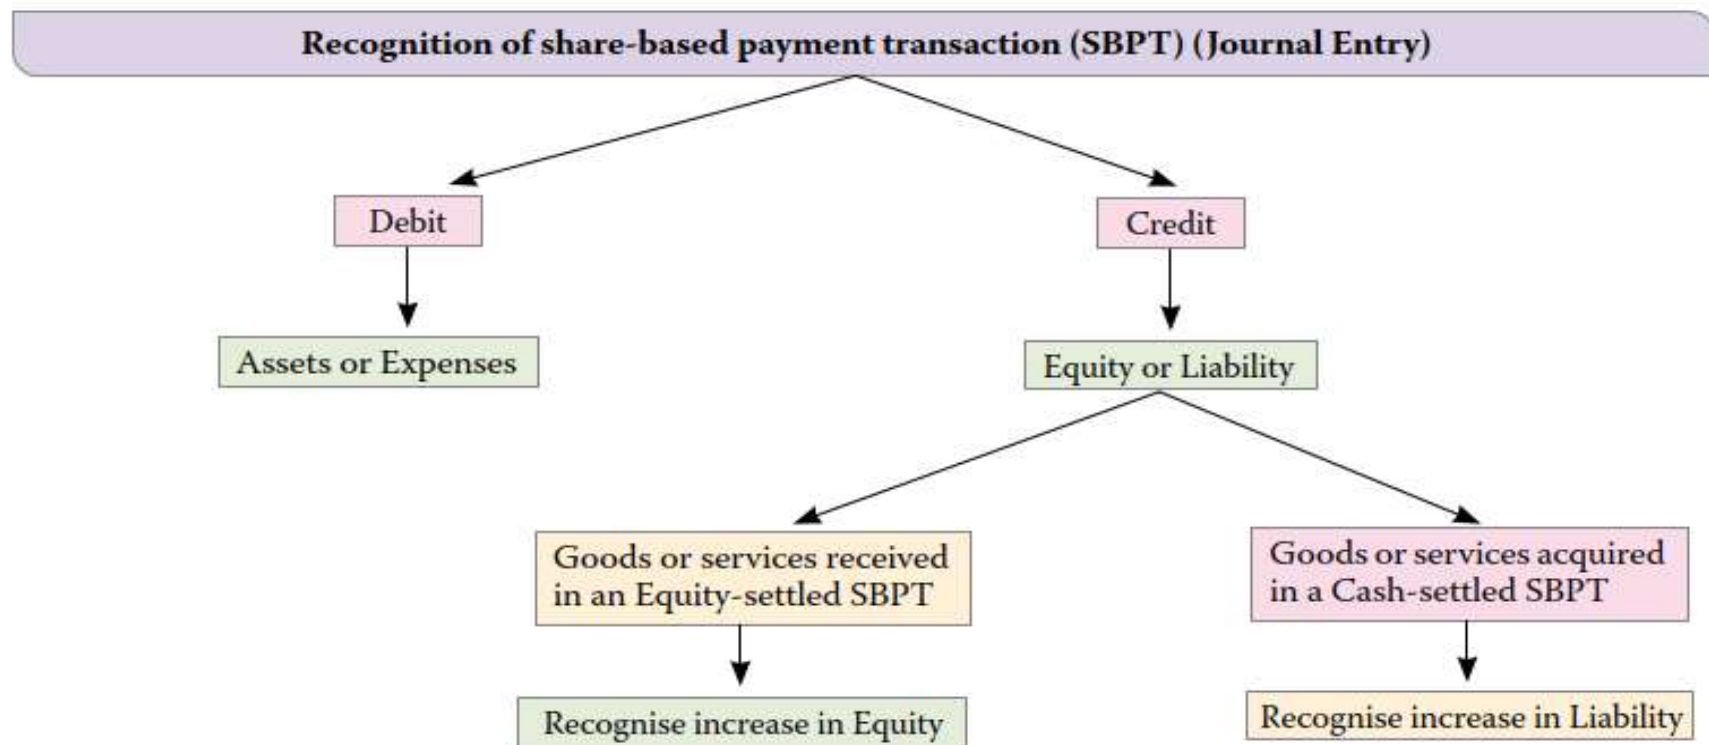 Recognition of share-based payment transaction (SBPT) (Journal Entry)
Debit
Credit
Assets or Expenses
Equity or Liability
Goods or services received
in an Equity-settled SBPT
Goods or services acquired
in a Cash-settled SBPT
Recognise increase in Equity
Recognise increase in Liability